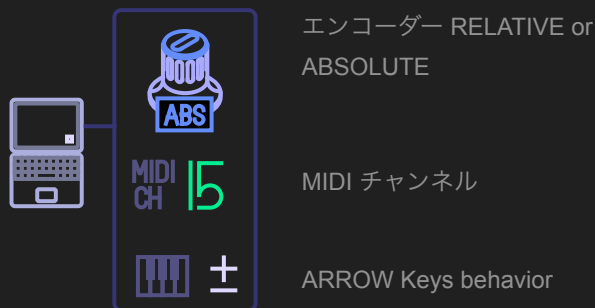 エンコーダー RELATIVE or
ABSOLUTE
ABS
MIDI
CH
15
MIDI チャンネル
±
ARROW Keys behavior